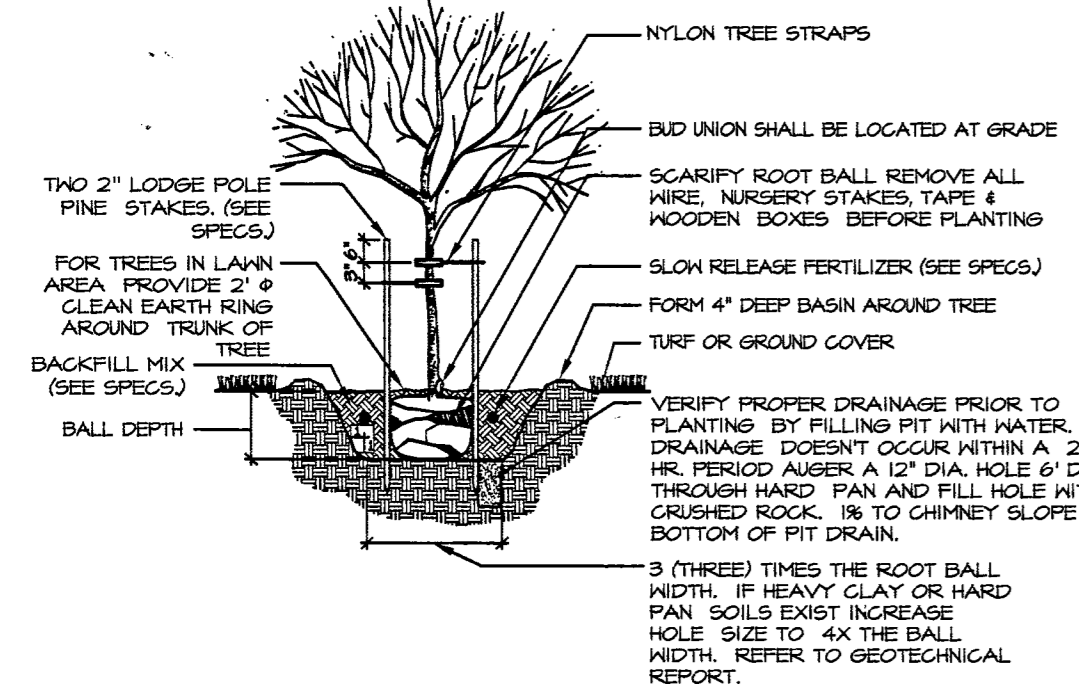 NYLON TREE STRAPS
BUD UNION SHALL BE LOCATED AT GRADE
SCARIFY ROOT BALL REMOVE ALL
WIRE, NURSERY STAKES, TAPE &
WOODEN BOXES BEFORE PLANTING
SLOW RELEASE FERTILIZER (SEE SPECS.)
FORM 4" DEEP BASIN AROUND TREE
TURF OR GROUND COVER
VERIFY PROPER DRAINAGE PRIOR TO
PLANTING BY FILLING PIT WITH WATER.
DRAINAGE DOESN'T OCCUR WITHIN A 2
HR. PERIOD AUGER A 12" DIA. HOLE 6' D
THROUGH HARD PAN AND FILL HOLE WIT
CRUSHED ROCK. 1% TO CHIMNEY SLOPE
BOTTOM OF PIT DRAIN.
3 (THREE) TIMES THE ROOT BALL
WIDTH. IF HEAVY CLAY OR HARD
PAN SOILS EXIST INCREASE
HOLE SIZE TO 4X THE BALL
WIDTH. REFER TO GEOTECHNICAL
REPORT.
TWO 2" LODGE POLE
PINE STAKES. (SEE
SPECS.)
3" 6"
FOR TREES IN LAWN
AREA PROVIDE 2' Φ
CLEAN EARTH RING
AROUND TRUNK OF
TREE
BACKFILL MIX
(SEE SPECS.)
BALL DEPTH